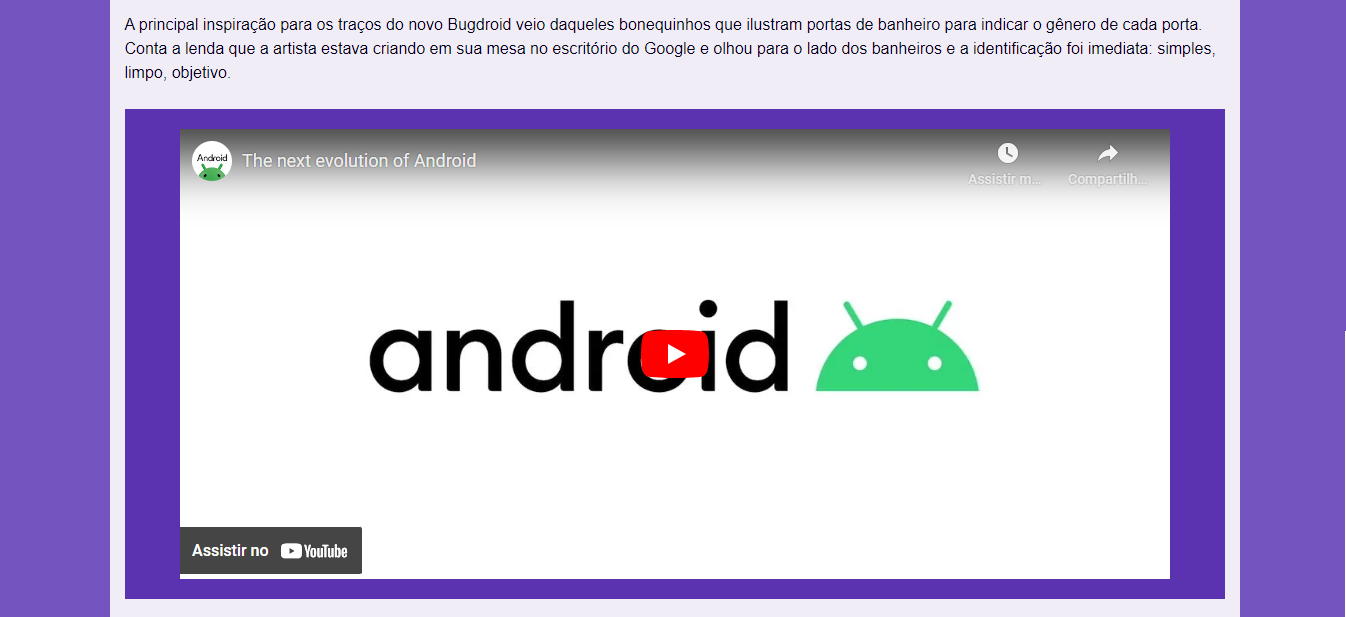 A principal inspiração para os traços do novo Bugdroid veio daqueles bonequinhos que ilustram portas de banheiro para indicar o gênero de cada porta.
Conta a lenda que a artista estava criando em sua mesa no escritório do Google e olhou para o lado dos banheiros e a identificação foi imediata: simples,
limpo, objetivo.
Android
The next evolution of Android
Assistir m...
Compartilh...
android
Assistir no YouTube